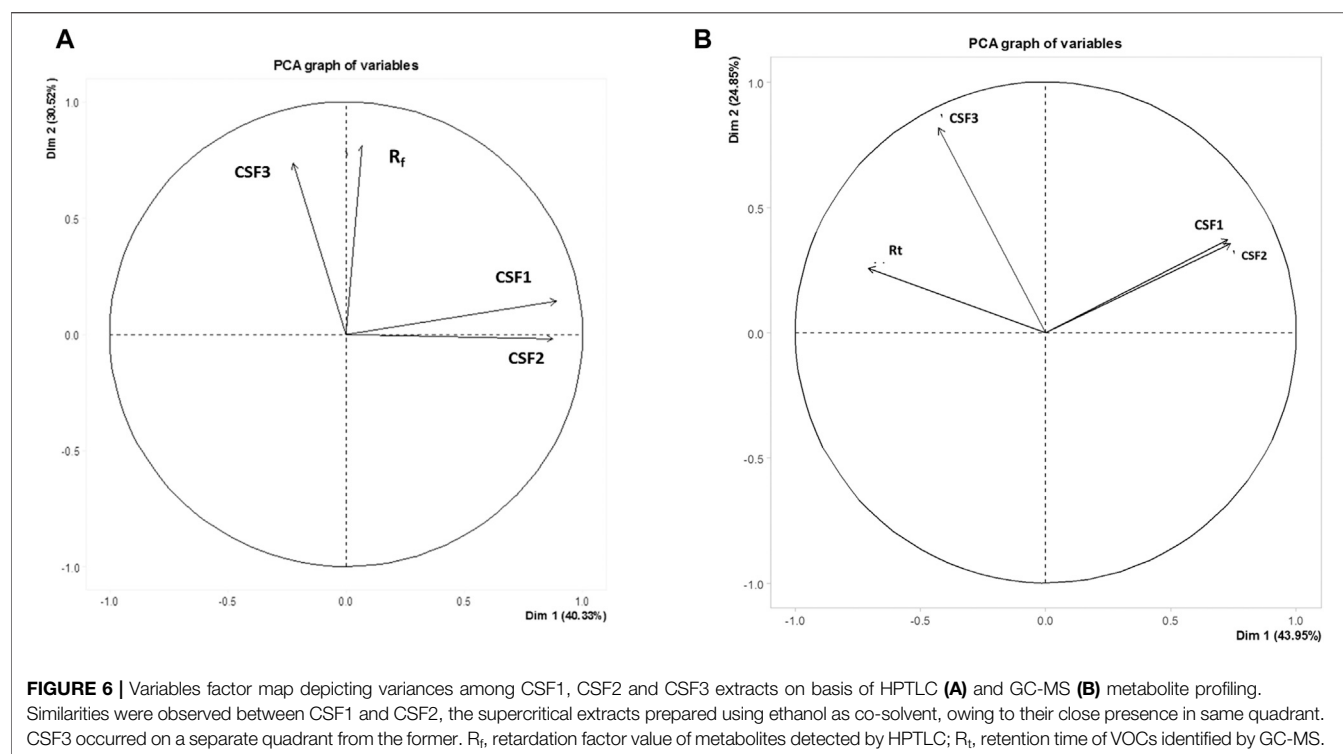 A
PCA graph of variables
Dim 2 (30.52%)
1.0
0.5
0.0
-0.5
-1.0
CSF3
Rf
CSF1
CSF2
-1.0 -0.5 0.0 0.5 1.0
Dim 1 (40.33%)
B
PCA graph of variables
Dim 2 (24.85%)
1.0
0.5
0.0
-0.5
-1.0
CSF3
Rt
CSF1
CSF2
-1.0 -0.5 0.0 0.5 1.0
Dim 1 (43.95%)
FIGURE 6 | Variables factor map depicting variances among CSF1, CSF2 and CSF3 extracts on basis of HPTLC (A) and GC-MS (B) metabolite profiling.
Similarities were observed between CSF1 and CSF2, the supercritical extracts prepared using ethanol as co-solvent, owing to their close presence in same quadrant.
CSF3 occurred on a separate quadrant from the former. Rf, retardation factor value of metabolites detected by HPTLC; Rt, retention time of VOCs identified by GC-MS.